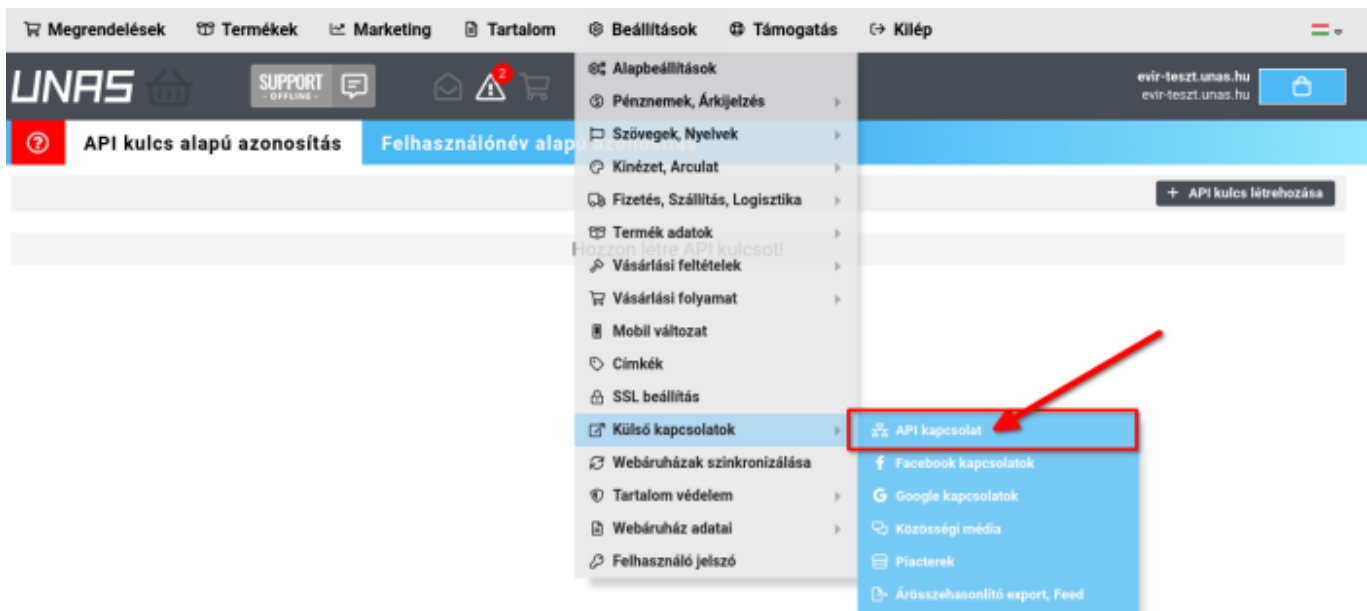 Megrendelések Termékek Marketing Tartalom Beállítások Támogatás Kilép
UNAS SUPPORT
- OFFLINE -
2
evir-teszt.unas.hu
evir-teszt.unas.hu
API kulcs alapú azonosítás Felhasználónév alapú azonosítás
+ API kulcs létrehozása
Hozzon létre API kulcsot!
Alapbeállítások
Pénznemek, Árkijelzés
Szövegek, Nyelvek
Kinézet, Arculat
Fizetés, Szállítás, Logisztika
Termék adatok
Vásárlási feltételek
Vásárlási folyamat
Mobil változat
Címkék
SSL beállítás
Külső kapcsolatok
Webáruházak szinkronizálása
Tartalom védelem
Webáruház adatai
Felhasználó jelszó
API kapcsolat
Facebook kapcsolatok
Google kapcsolatok
Közösségi média
Piacterek
Árösszehasonlító export, Feed